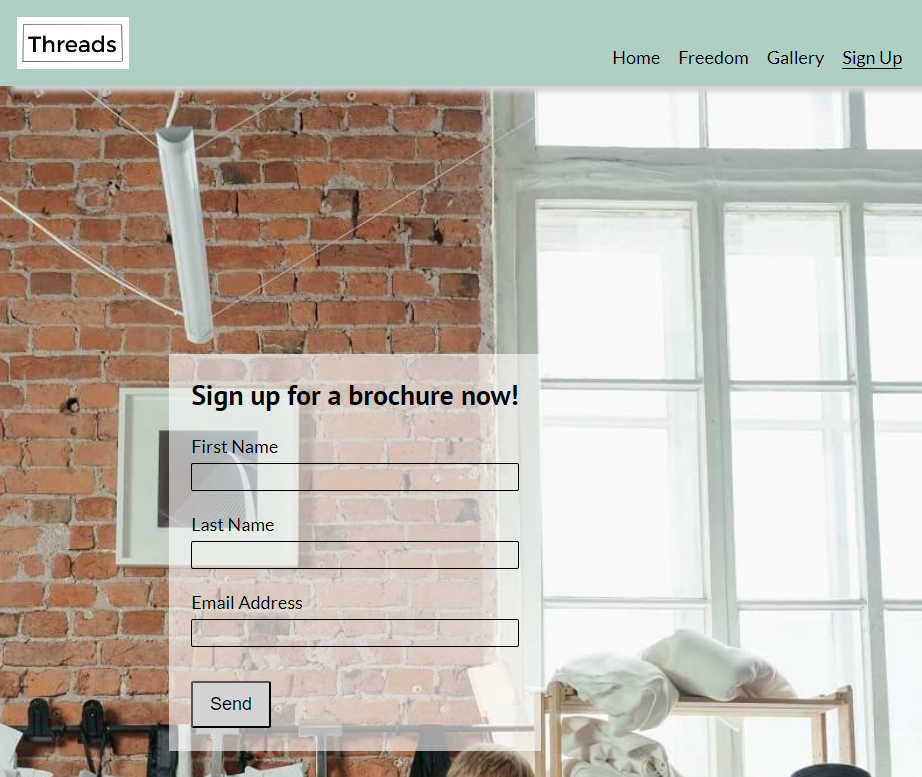 Threads
Home Freedom Gallery Sign Up
Sign up for a brochure now!
First Name
Last Name
Email Address
Send